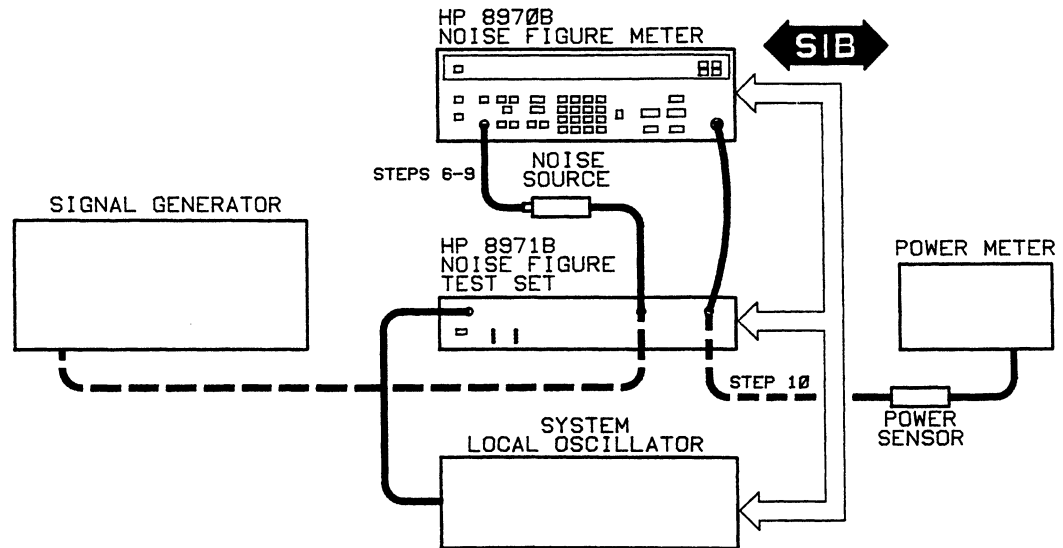 HP 8970B
NOISE FIGURE METER
SIB
STEPS 6-9
NOISE
SOURCE
SIGNAL GENERATOR
HP 8971B
NOISE FIGURE
TEST SET
POWER METER
STEP 10
POWER
SENSOR
SYSTEM
LOCAL OSCILLATOR